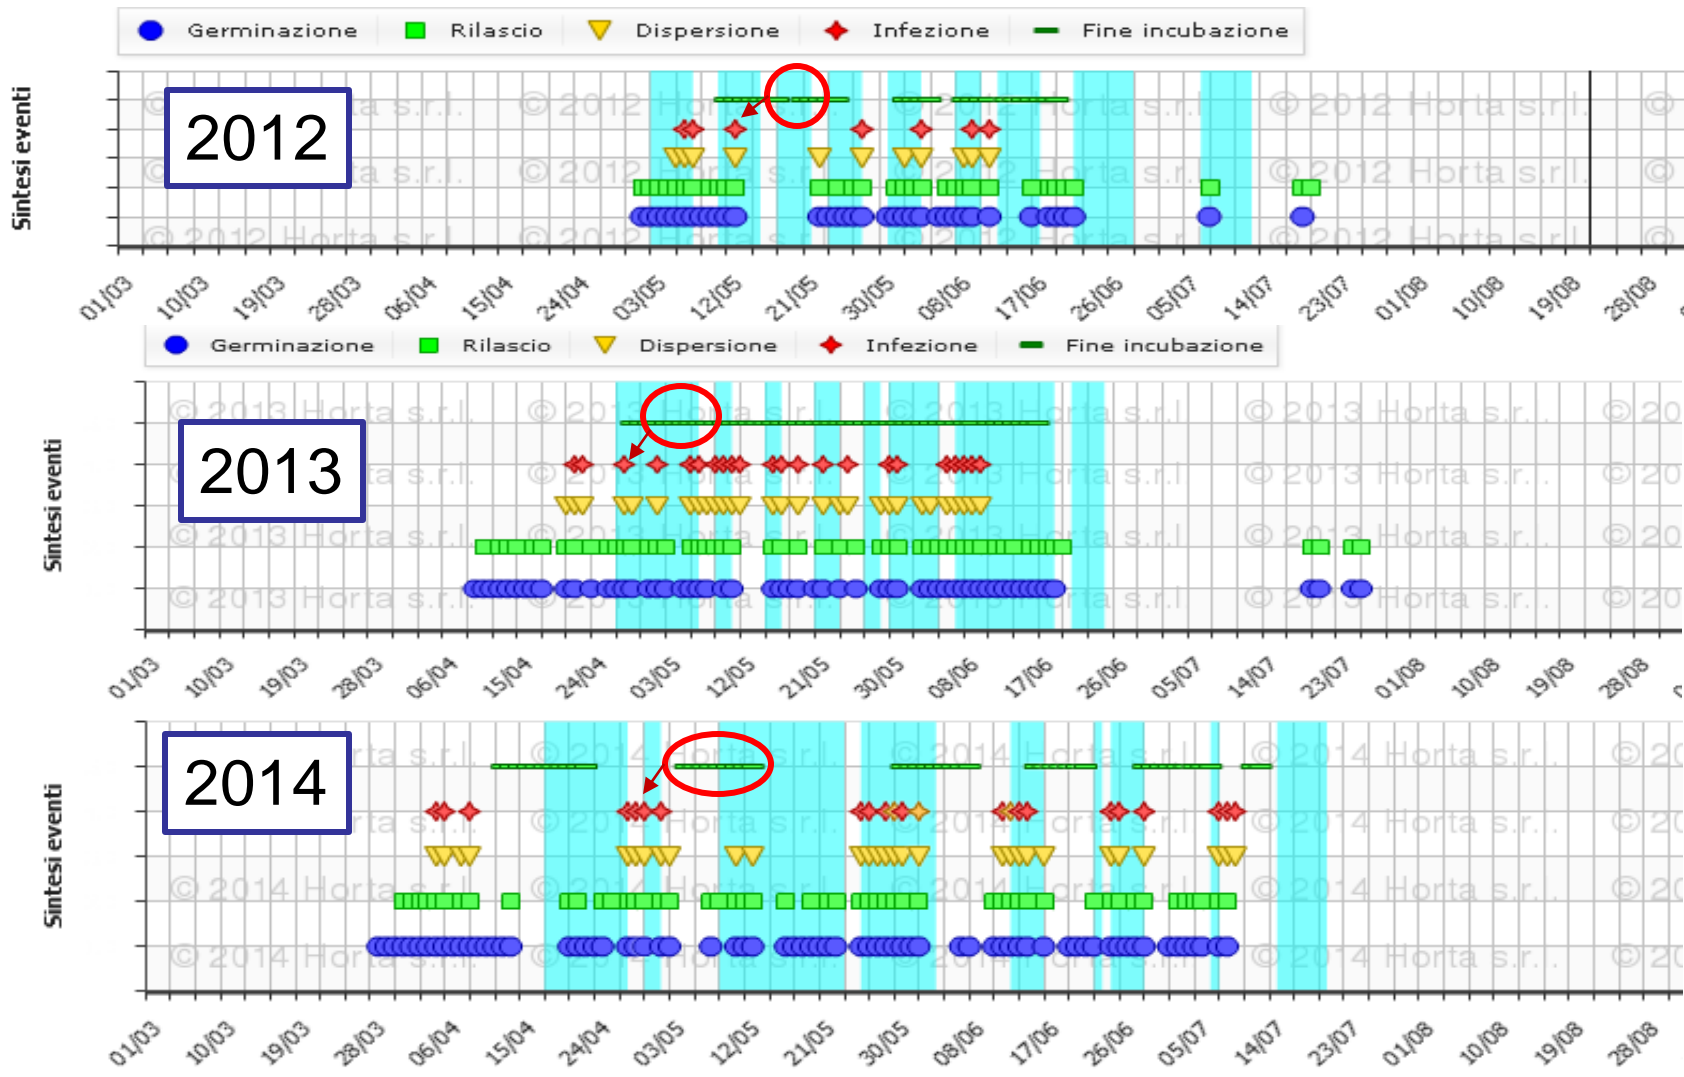 Germinazione Rilascio Dispersione Infezione Fine incubazione
Sintesi eventi
2012
© 2012 Horta s.r.l.
01/03 10/03 19/03 28/03 06/04 15/04 24/04 03/05 12/05 21/05 30/05 08/06 17/06 26/06 05/07 14/07 23/07 01/08 10/08 19/08 28/08
Germinazione Rilascio Dispersione Infezione Fine incubazione
Sintesi eventi
2013
© 2013 Horta s.r.l.
01/03 10/03 19/03 28/03 06/04 15/04 24/04 03/05 12/05 21/05 30/05 08/06 17/06 26/06 05/07 14/07 23/07 01/08 10/08 19/08 28/08
Sintesi eventi
2014
© 2014 Horta s.r.l.
01/03 10/03 19/03 28/03 06/04 15/04 24/04 03/05 12/05 21/05 30/05 08/06 17/06 26/06 05/07 14/07 23/07 01/08 10/08 19/08 28/08